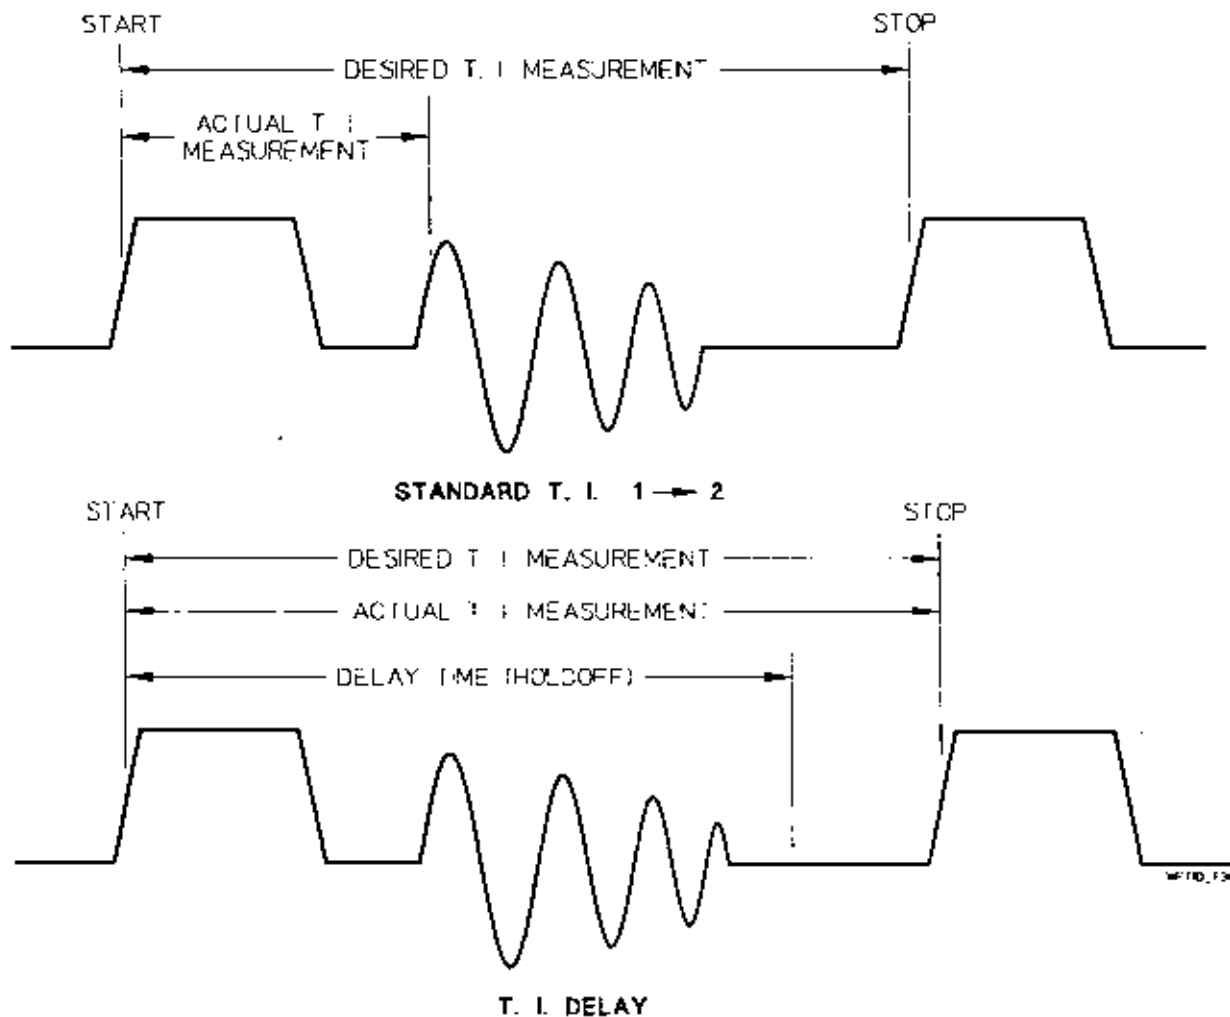 START
STOP
DESIRED T. I MEASUREMENT
ACTUAL T I
MEASUREMENT
STANDARD T. I. 1 → 2
START
STOP
DESIRED T I MEASUREMENT
ACTUAL T I MEASUREMENT
DELAY TIME (HOLDOFF)
T. I. DELAY